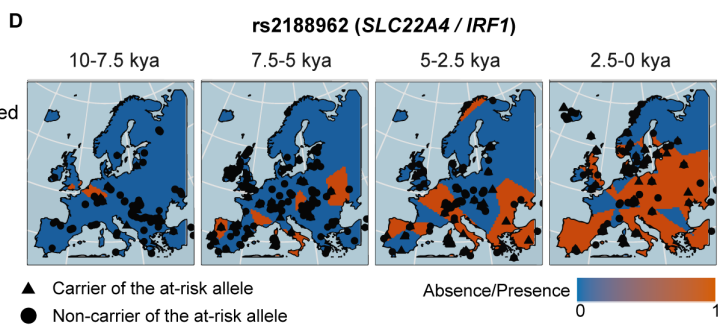 D
rs2188962 (SLC22A4 / IRF1)
10-7.5 kya 7.5-5 kya 5-2.5 kya 2.5-0 kya
ed
Carrier of the at-risk allele
Non-carrier of the at-risk allele
Absence/Presence
0 1